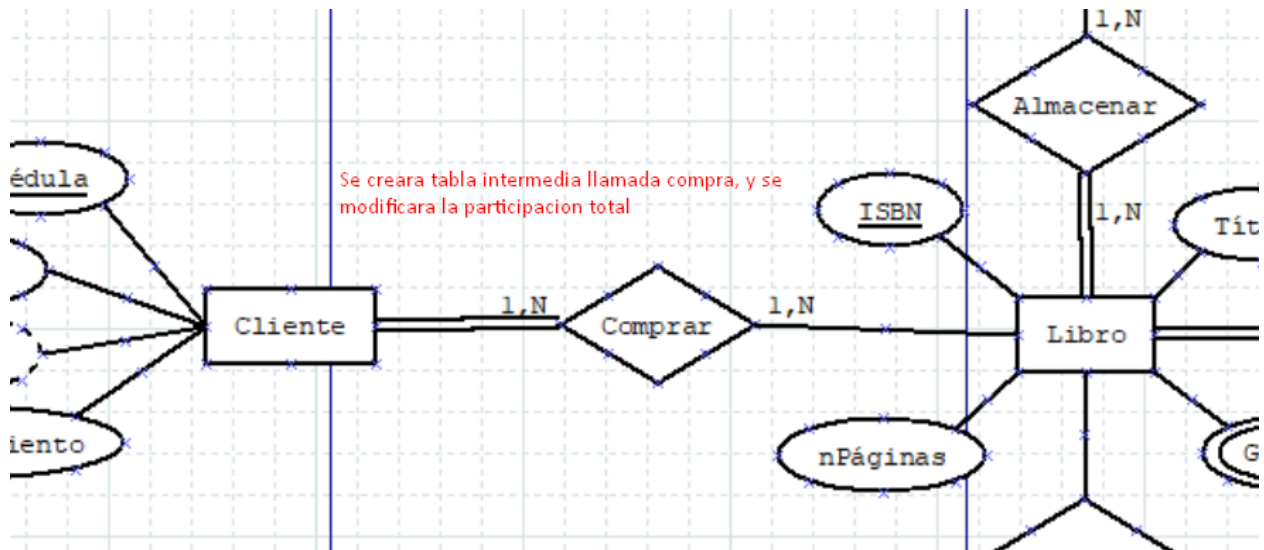 1,N
Almacenar
édula
Se creara tabla intermedia llamada compra, y se
modificara la participacion total
ISBN
1,N
Tít
1,N
1,N
Cliente
Comprar
Libro
iento
nPáginas
G